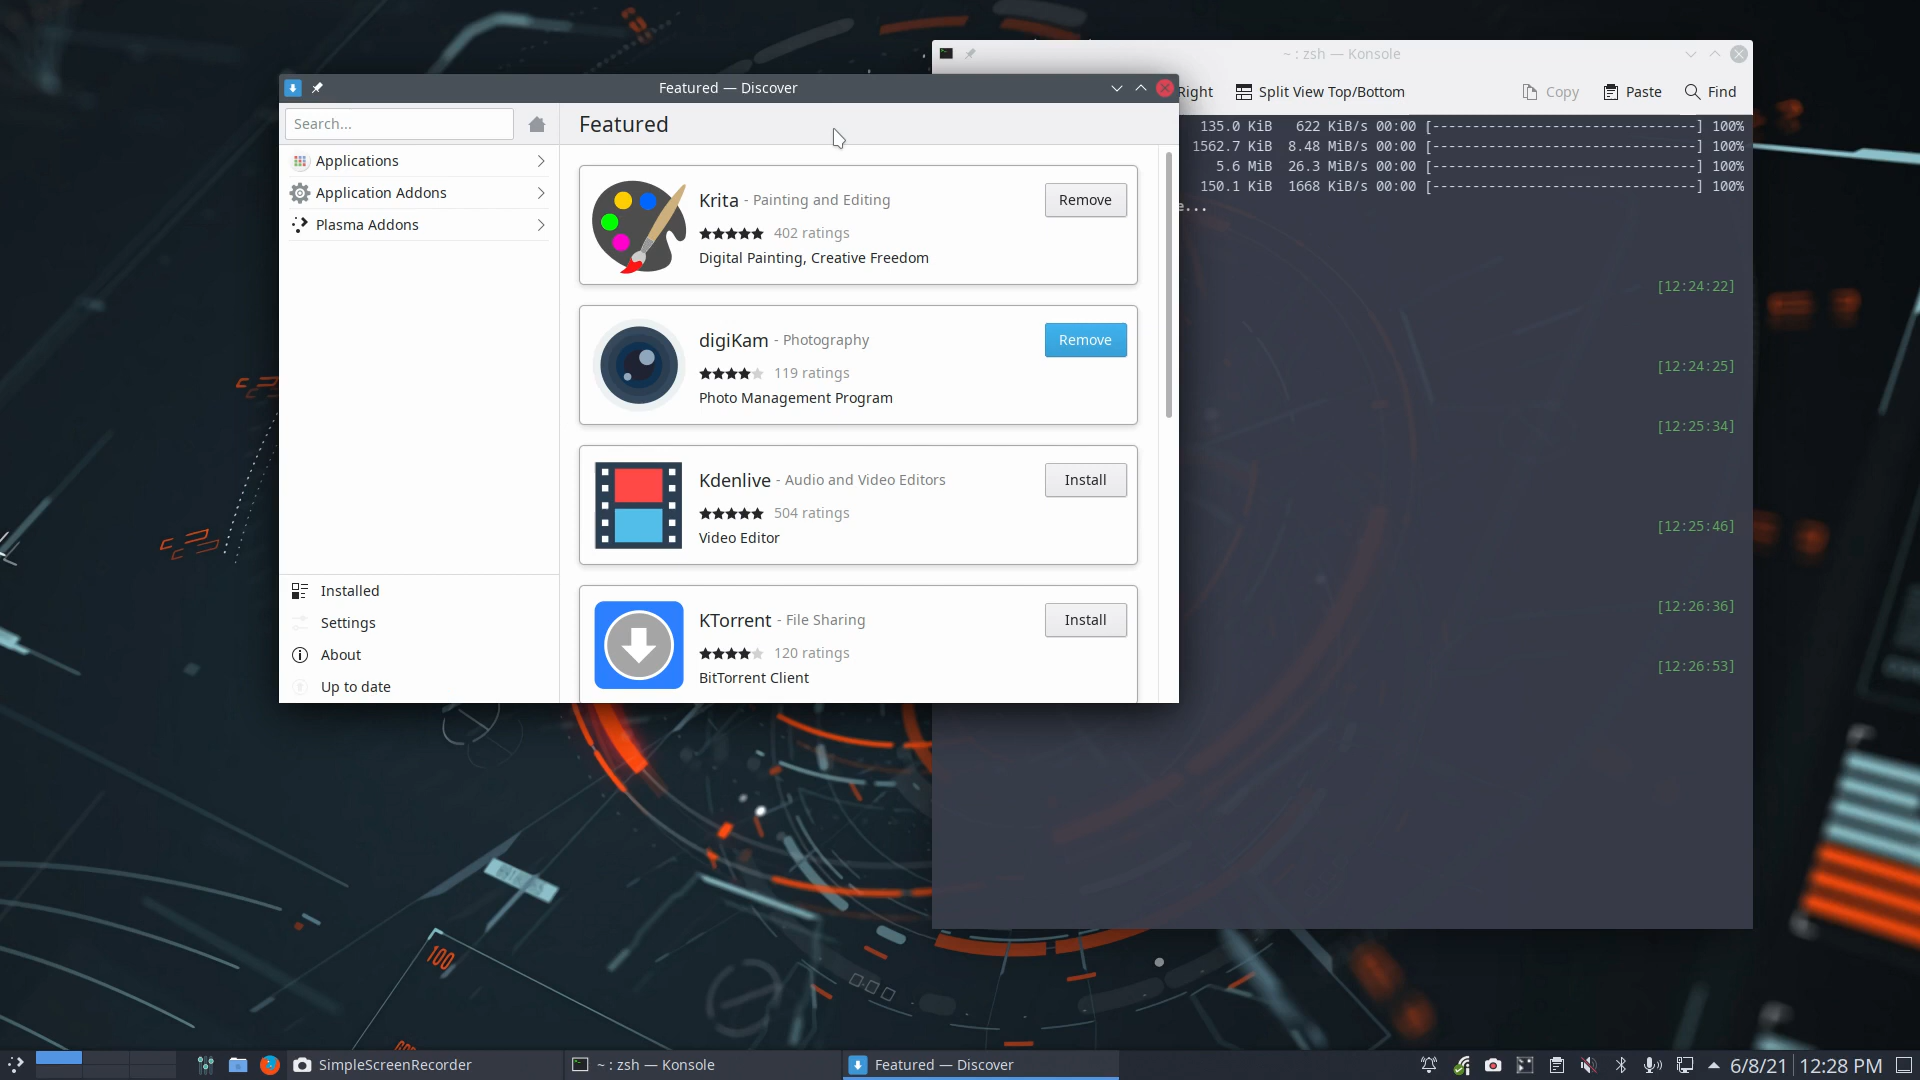 ~ : zsh — Konsole
Featured — Discover
Right
Split View Top/Bottom
Copy
Paste
Find
Search...
Featured
135.0 KiB 622 KiB/s 00:00 [---------------------------------] 100%
1562.7 KiB 8.48 MiB/s 00:00 [---------------------------------] 100%
5.6 MiB 26.3 MiB/s 00:00 [---------------------------------] 100%
150.1 KiB 1668 KiB/s 00:00 [---------------------------------] 100%
e...
Applications
Application Addons
Plasma Addons
Krita - Painting and Editing
Remove
402 ratings
Digital Painting, Creative Freedom
digiKam - Photography
Remove
119 ratings
Photo Management Program
Kdenlive - Audio and Video Editors
Install
504 ratings
Video Editor
KTorrent - File Sharing
Install
120 ratings
BitTorrent Client
Installed
Settings
About
Up to date
[12:24:22]
[12:24:25]
[12:25:34]
[12:25:46]
[12:26:36]
[12:26:53]
100
SimpleScreenRecorder
~ : zsh — Konsole
Featured — Discover
6/8/21
12:28 PM